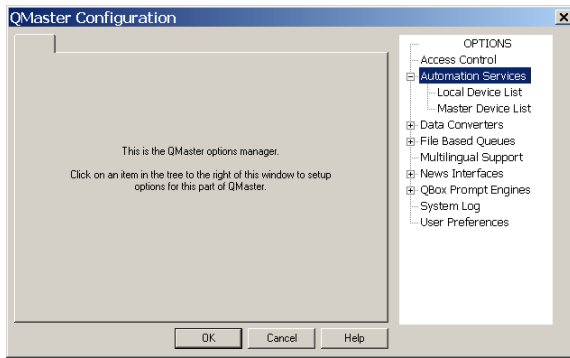 QMaster Configuration
This is the QMaster options manager.
Click on an item in the tree to the right of this window to setup
options for this part of QMaster.
OPTIONS
Access Control
Automation Services
Local Device List
Master Device List
Data Converters
File Based Queues
Multilingual Support
News Interfaces
QBox Prompt Engines
System Log
User Preferences
OK
Cancel
Help